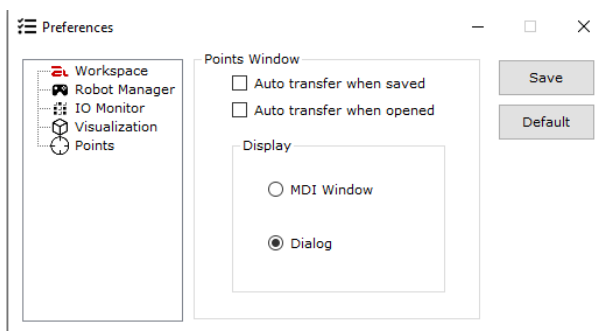 Preferences
Workspace
Robot Manager
IO Monitor
Visualization
Points
Points Window
Auto transfer when saved
Auto transfer when opened
Display
MDI Window
Dialog
Save
Default